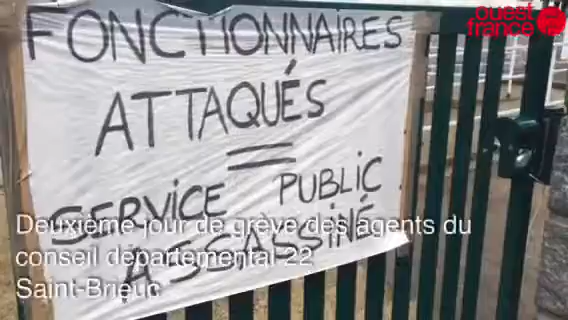 ouest
france
FONCTIONNAIRES
ATTAQUÉS
=
SERVICE PUBLIC
ASSASSINÉ
Deuxième jour de grève des agents du
conseil départemental 22
Saint-Brieuc